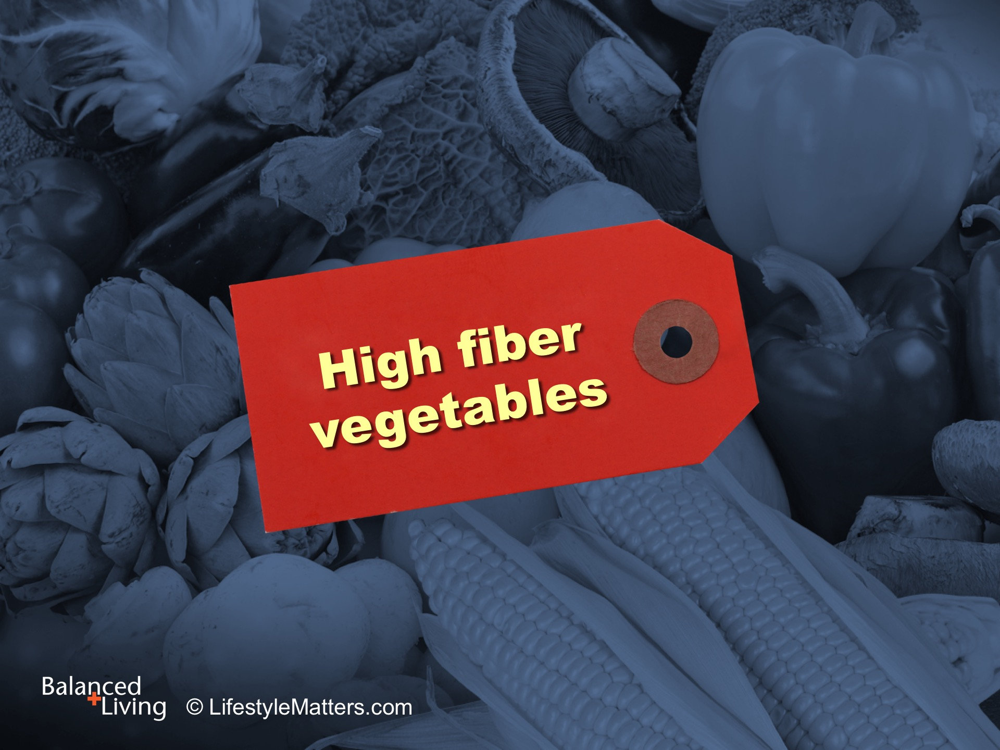 High fiber
vegetables
Balanced
Living
© LifestyleMatters.com